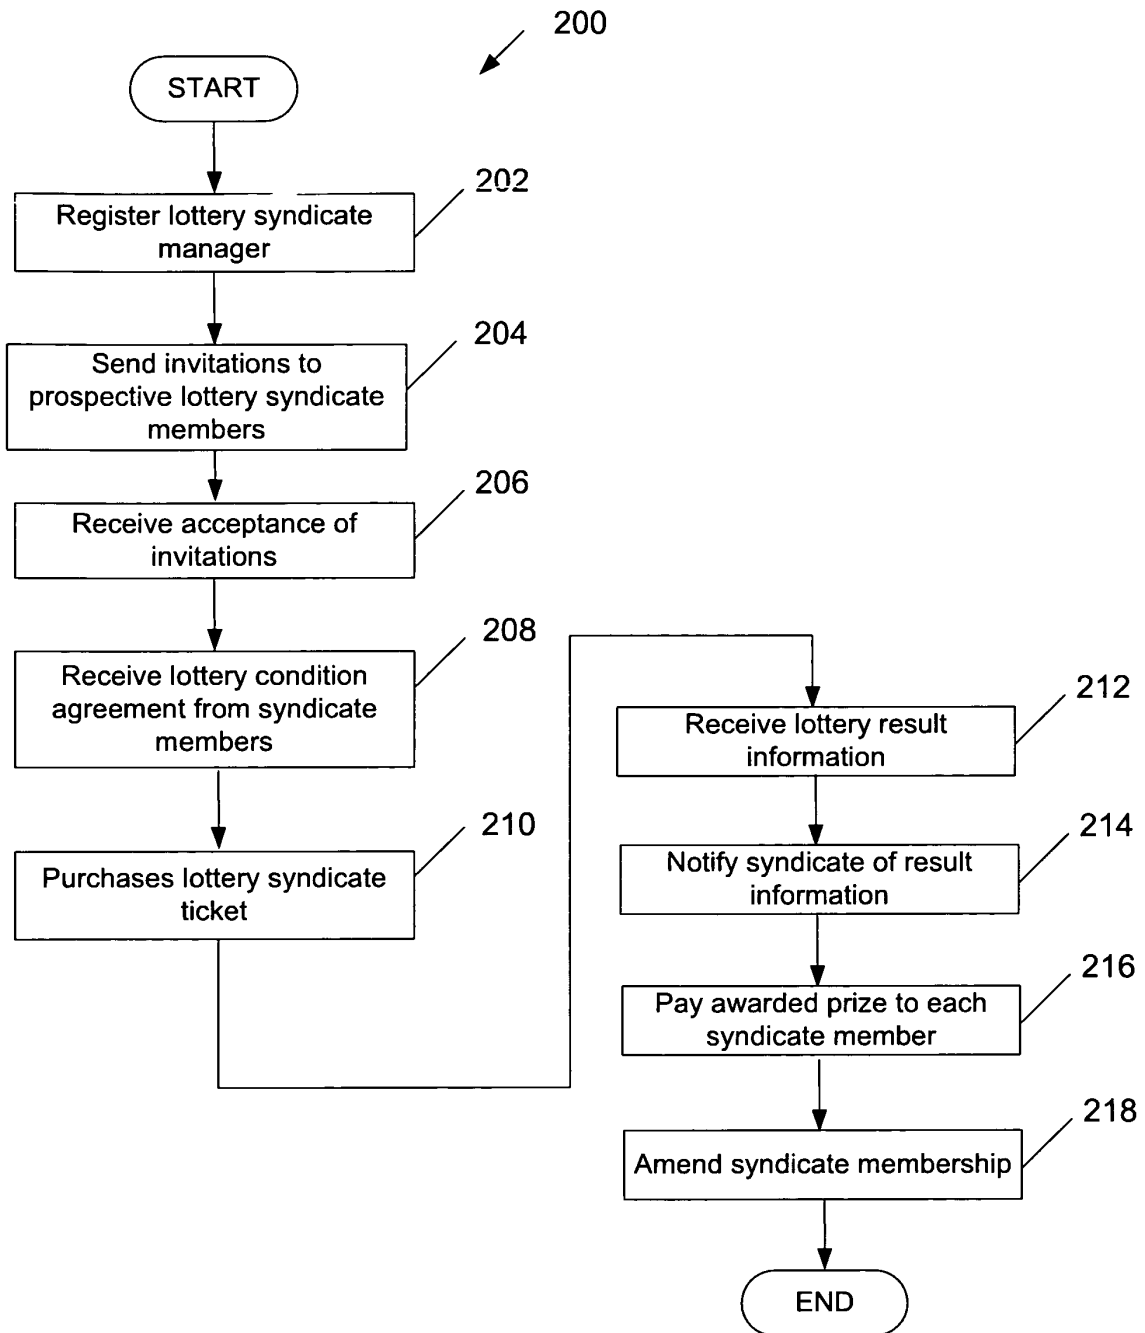 200
START
202
Register lottery syndicate
manager
204
Send invitations to
prospective lottery syndicate
members
206
Receive acceptance of
invitations
208
Receive lottery condition
agreement from syndicate
members
210
Purchases lottery syndicate
ticket
212
Receive lottery result
information
214
Notify syndicate of result
information
216
Pay awarded prize to each
syndicate member
218
Amend syndicate membership
END